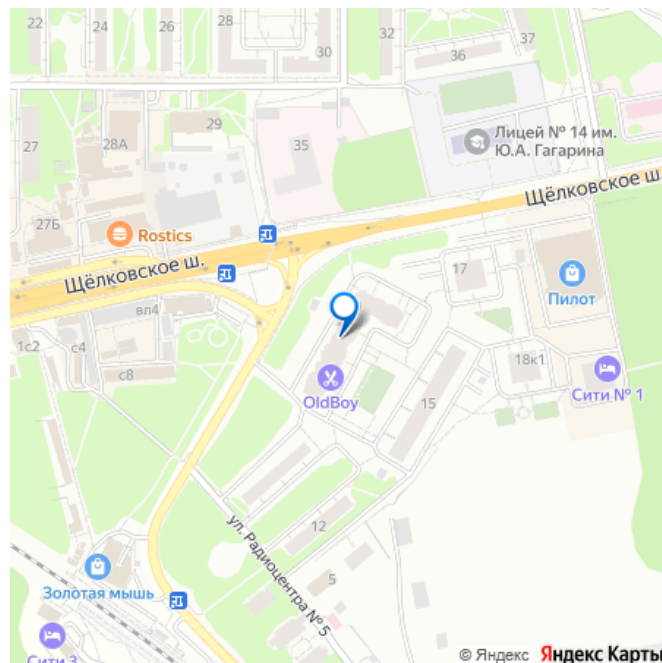 22
24
26
28
30
32
37
36
28А
29
27
35
Лицей № 14 им.
Ю.А. Гагарина
27Б
Rostics
Щёлковское ш.
Щёлковское ш.
17
Пилот
вл4
1с2
с4
с8
18к1
Сити № 1
OldBoy
15
12
ул. Радиоцентра № 5
5
Золотая мышь
Сити 3
© Яндекс Яндекс Карты